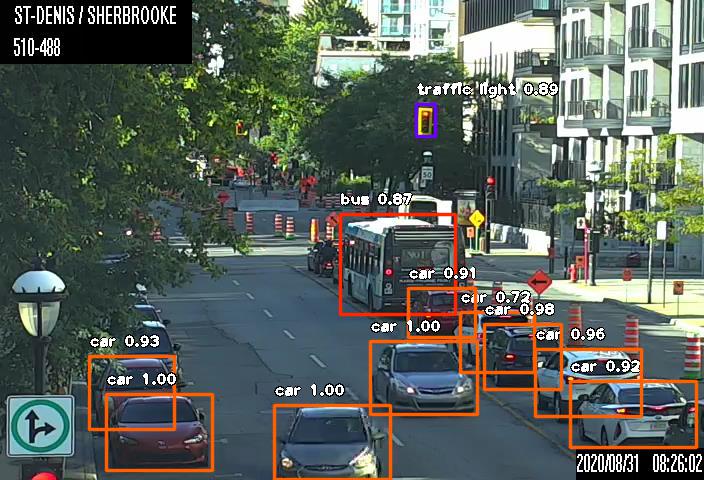 ST-DENIS / SHERBROOKE
510-488
traffic light 0.89
50
bus 0.87
car 0.91
car 0.72
car 0.98
car 1.00
car 0.96
car 0.93
car 0.92
car 1.00
car 1.00
2020/08/31 08:26:02